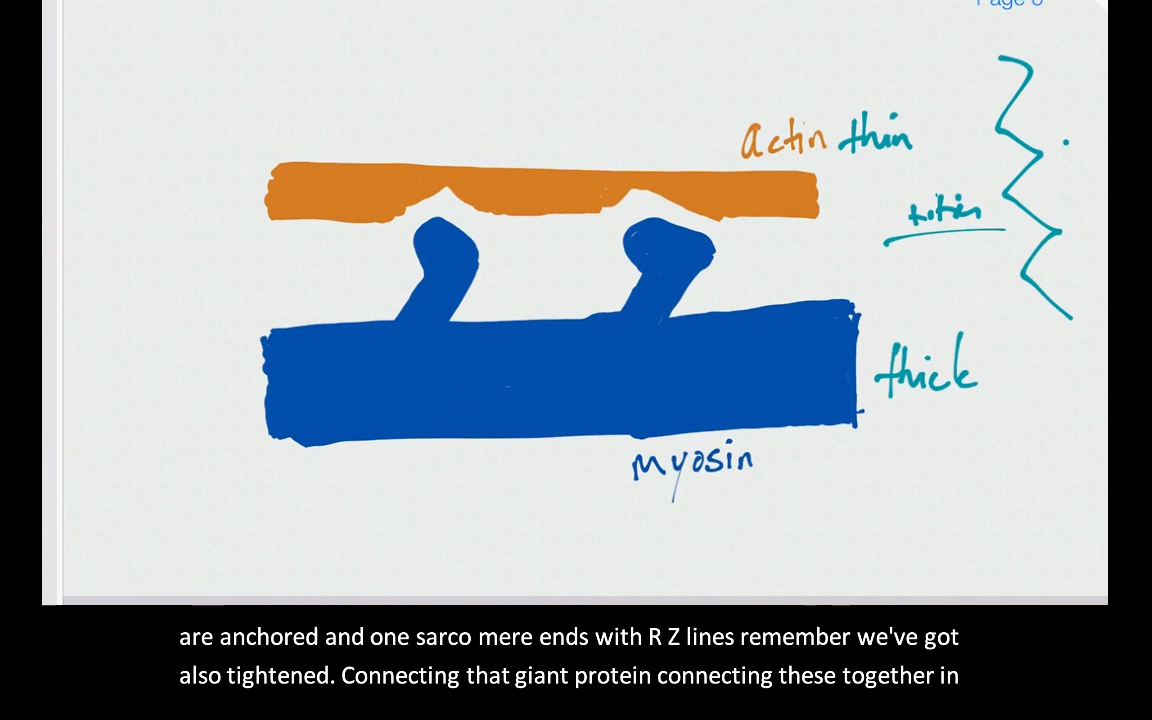 actin thin
titin
thick
myosin
are anchored and one sarco mere ends with R Z lines remember we've got
also tightened. Connecting that giant protein connecting these together in